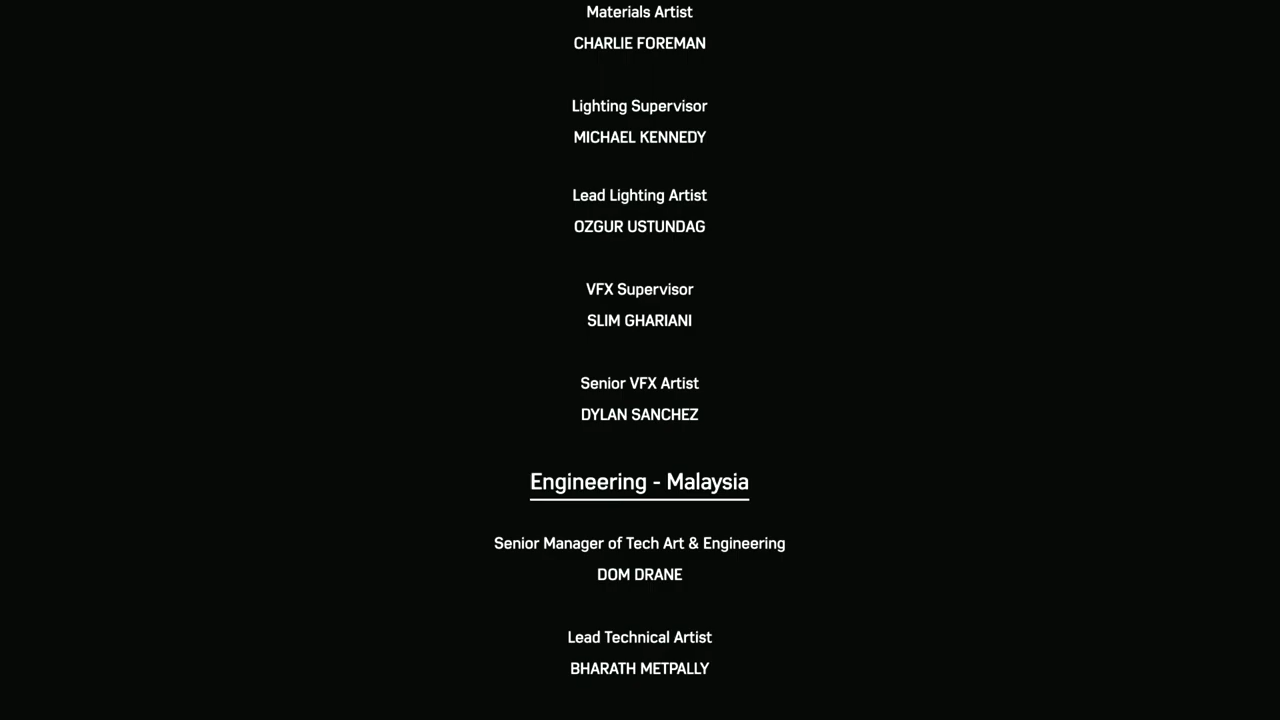 Materials Artist
CHARLIE FOREMAN
Lighting Supervisor
MICHAEL KENNEDY
Lead Lighting Artist
OZGUR USTUNDAG
VFX Supervisor
SLIM GHARIANI
Senior VFX Artist
DYLAN SANCHEZ
Engineering - Malaysia
Senior Manager of Tech Art & Engineering
DOM DRANE
Lead Technical Artist
BHARATH METPALLY